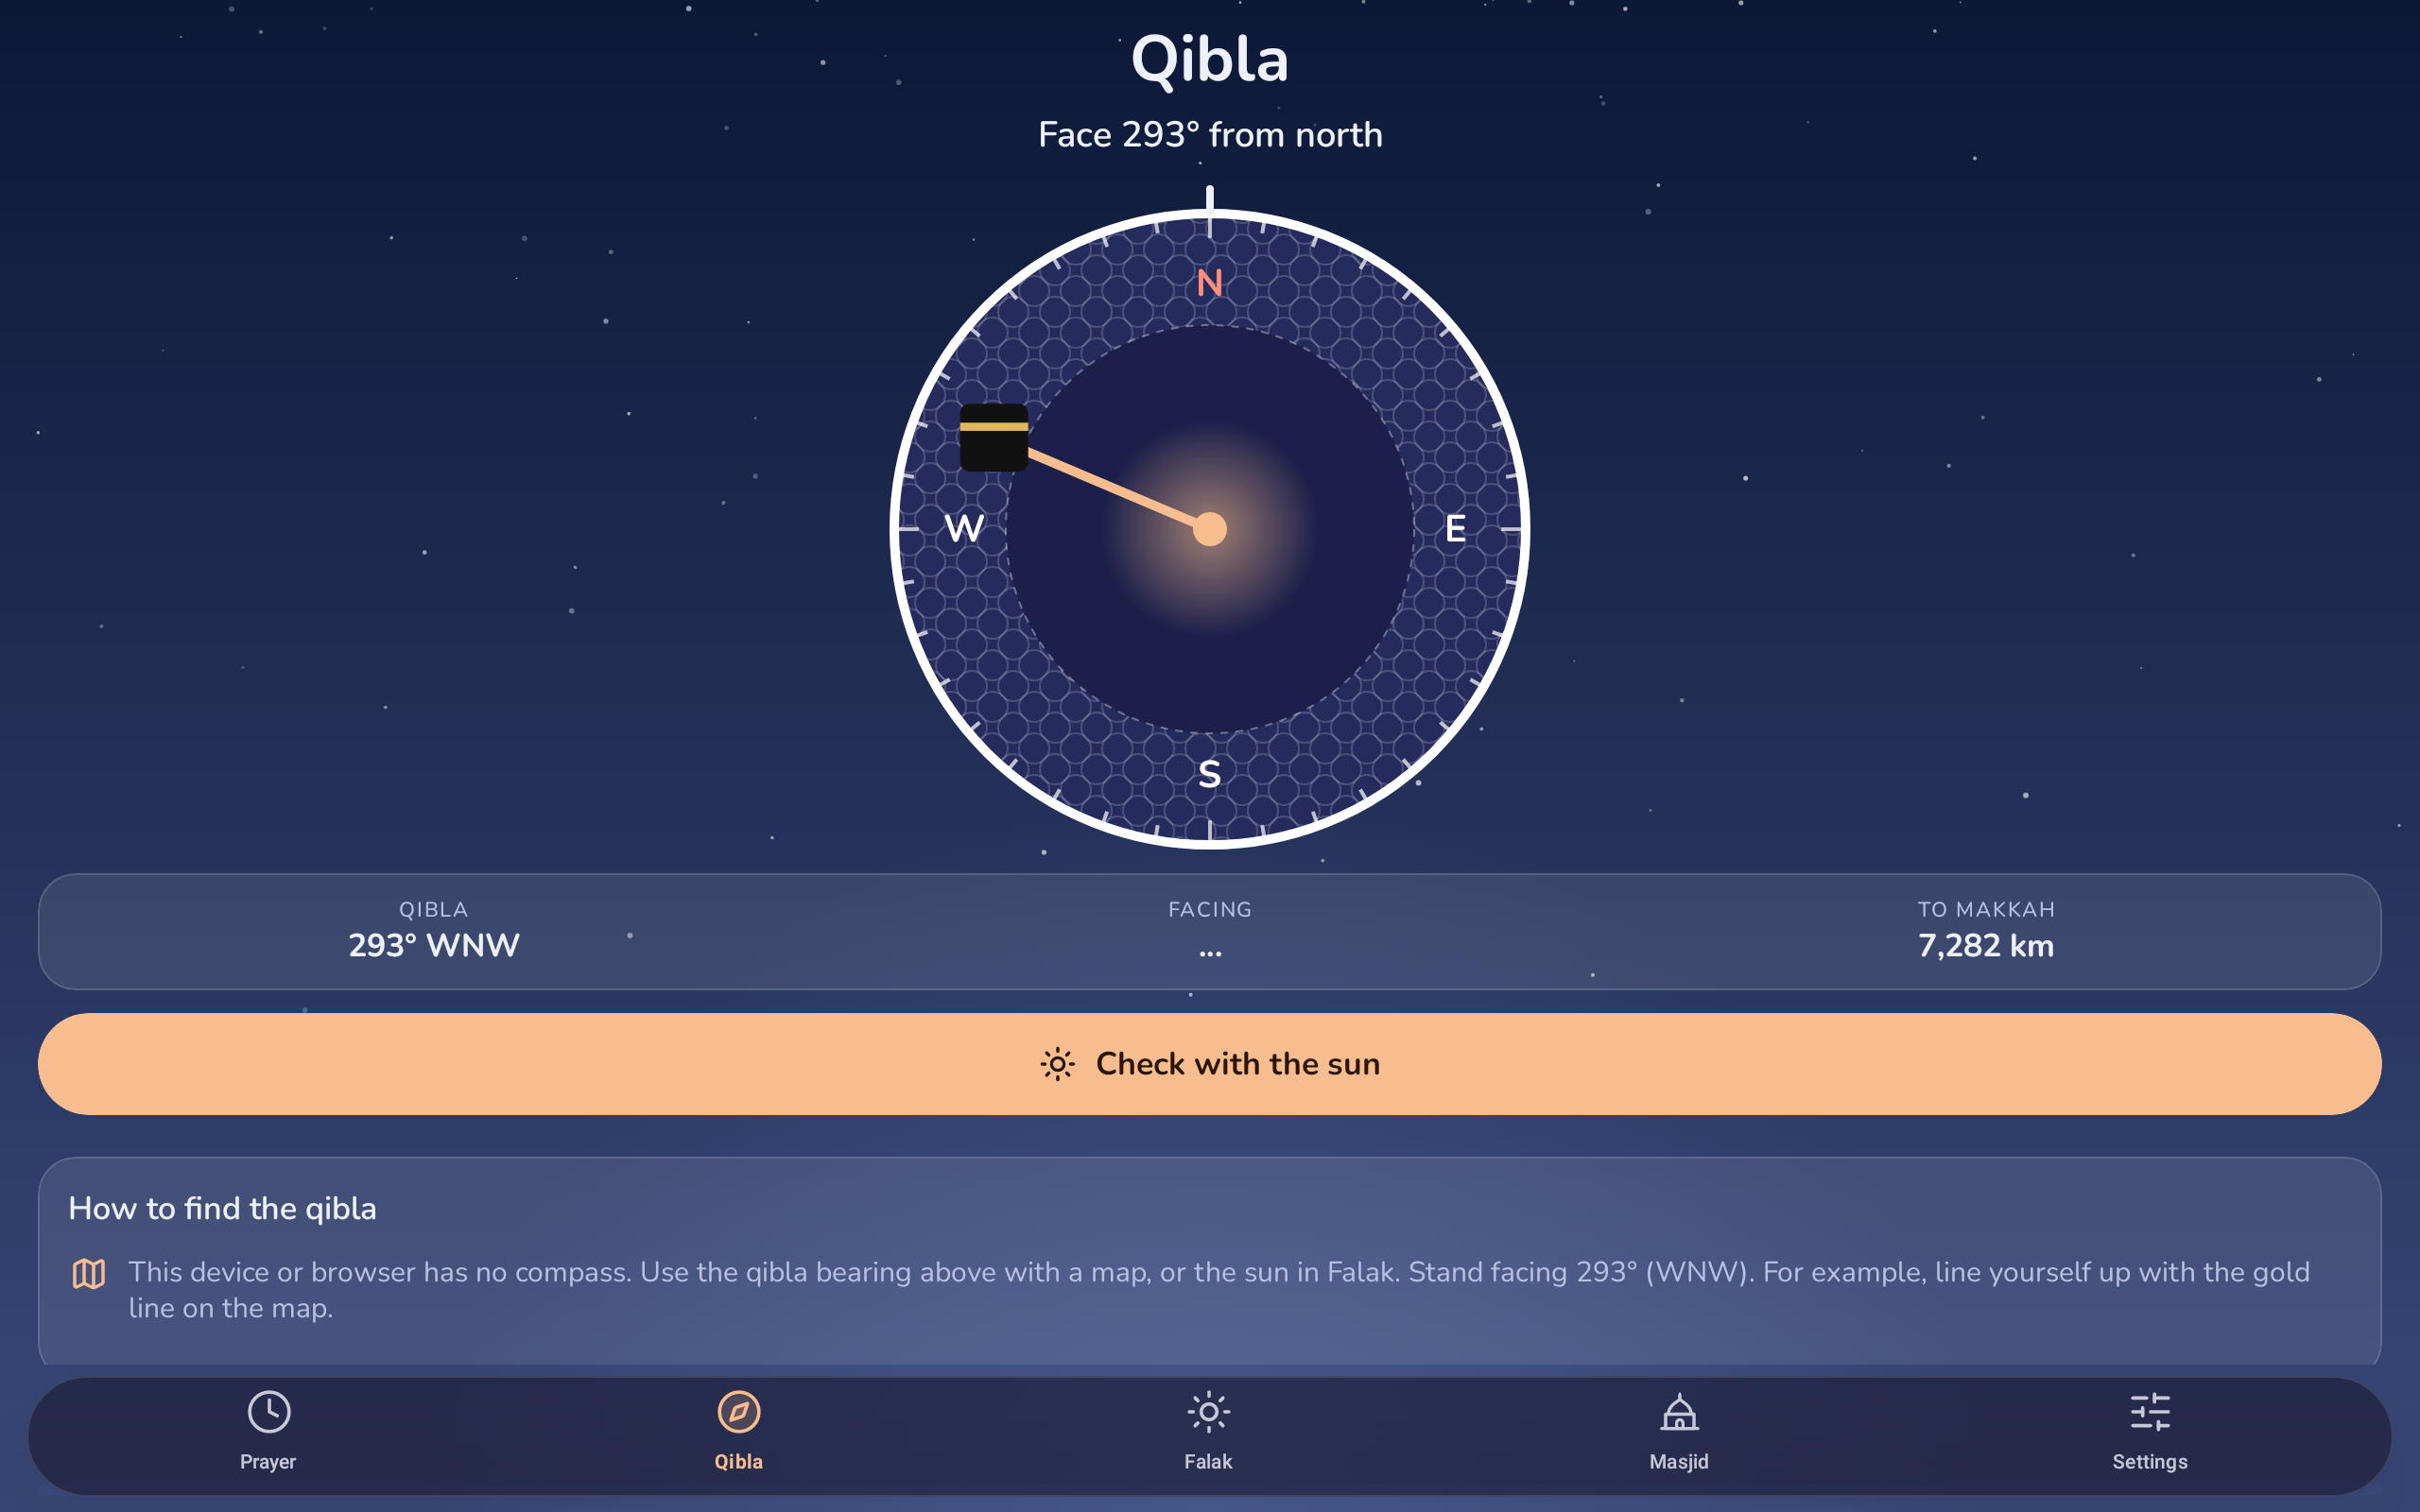 Qibla
Face 293° from north
N
W
E
S
QIBLA
293° WNW
FACING
...
TO MAKKAH
7,282 km
Check with the sun
How to find the qibla
This device or browser has no compass. Use the qibla bearing above with a map, or the sun in Falak. Stand facing 293° (WNW). For example, line yourself up with the gold
line on the map.
Prayer
Qibla
Falak
Masjid
Settings